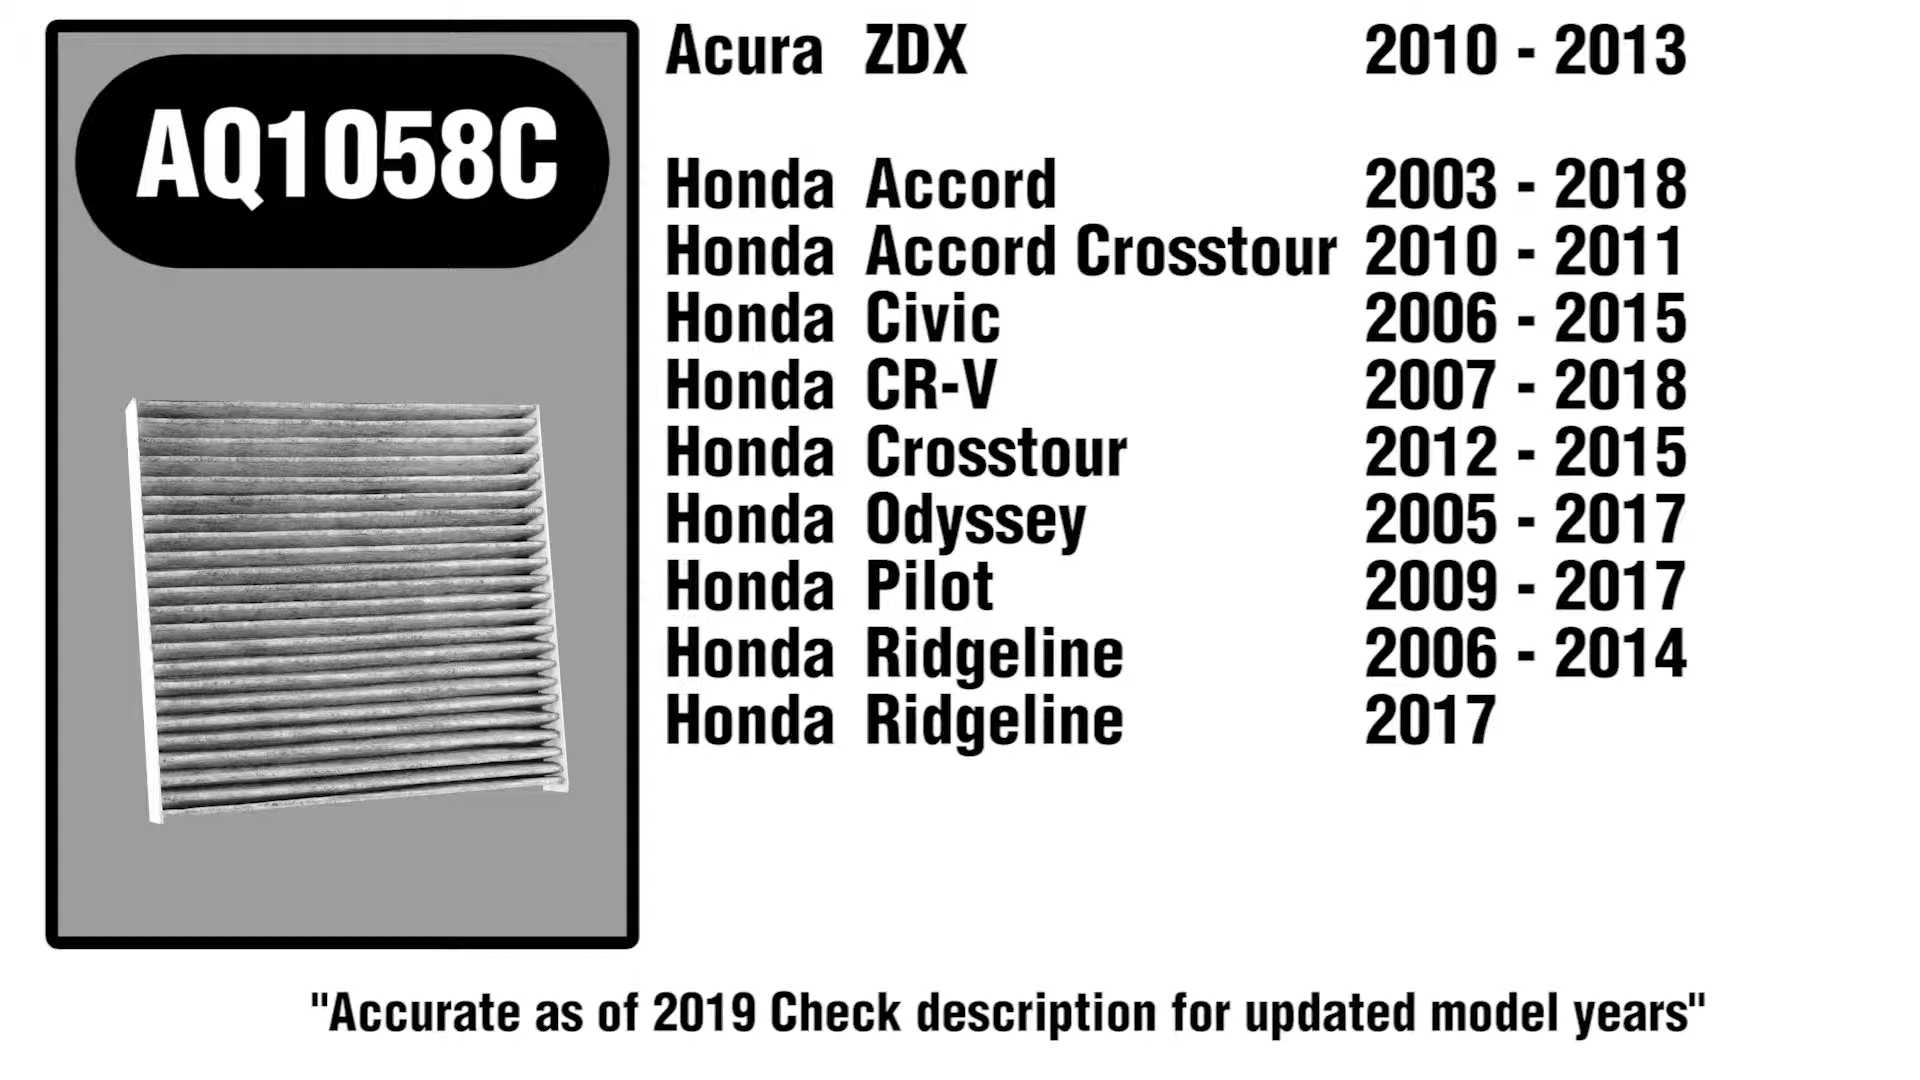 AQ1058C
Acura ZDX 2010 - 2013
Honda Accord 2003 - 2018
Honda Accord Crosstour 2010 - 2011
Honda Civic 2006 - 2015
Honda CR-V 2007 - 2018
Honda Crosstour 2012 - 2015
Honda Odyssey 2005 - 2017
Honda Pilot 2009 - 2017
Honda Ridgeline 2006 - 2014
Honda Ridgeline 2017
"Accurate as of 2019 Check description for updated model years"